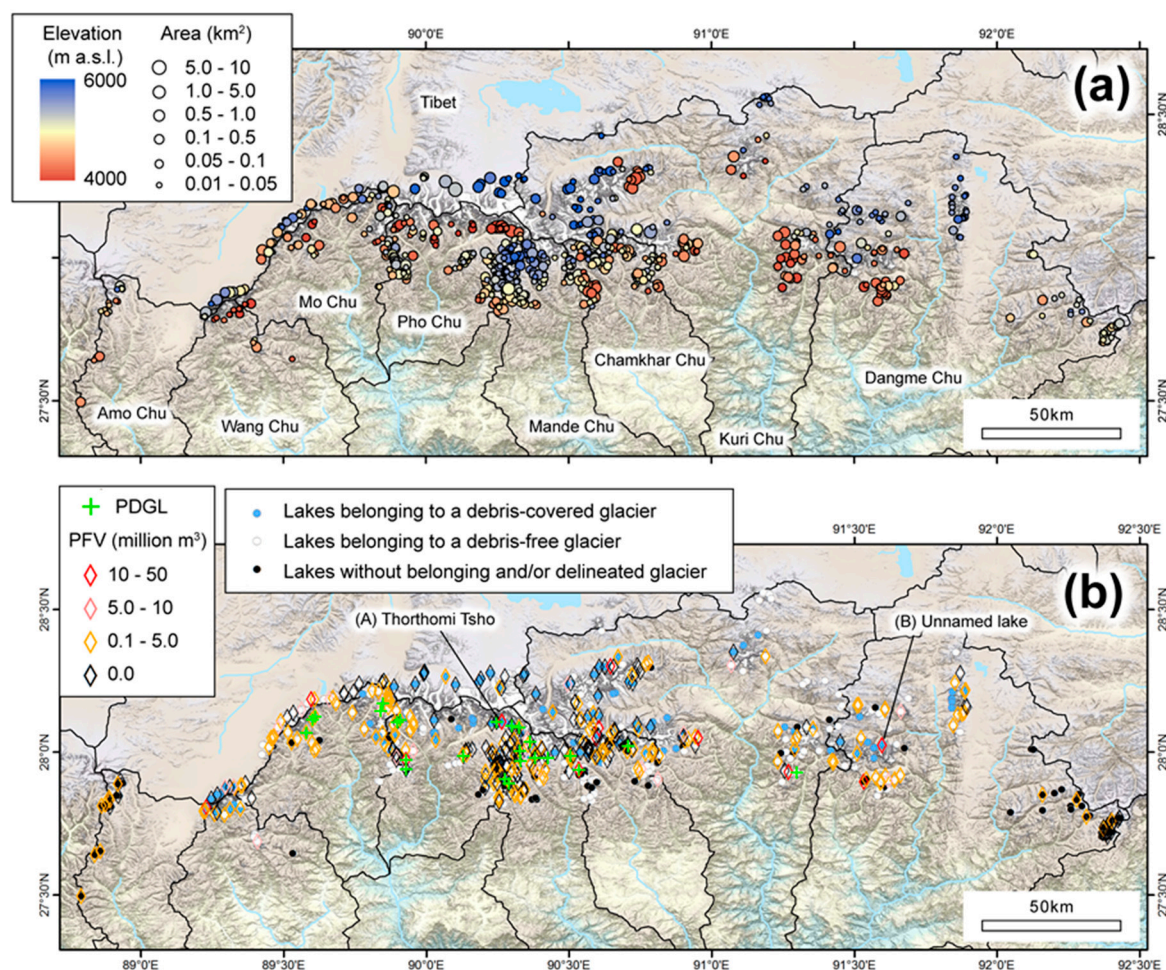 Elevation
(m a.s.l.)
6000
4000
Area (km²)
5.0 - 10
1.0 - 5.0
0.5 - 1.0
0.1 - 0.5
0.05 - 0.1
0.01 - 0.05
90°0'E
91°0'E
92°0'E
(a)
Tibet
28°30'N
Mo Chu
Pho Chu
Chamkhar Chu
Dangme Chu
Amo Chu
Wang Chu
Mande Chu
Kuri Chu
27°30'N
27°30'N
50km
PDGL
PFV (million m³)
10 - 50
5.0 - 10
0.1 - 5.0
0.0
Lakes belonging to a debris-covered glacier
Lakes belonging to a debris-free glacier
Lakes without belonging and/or delineated glacier
91°30'E
92°0'E
92°30'E
(b)
(A) Thorthomi Tsho
(B) Unnamed lake
28°30'N
28°30'N
28°0'N
28°0'N
27°30'N
27°30'N
50km
89°0'E
89°30'E
90°0'E
90°30'E
91°0'E
91°30'E
92°0'E
92°30'E